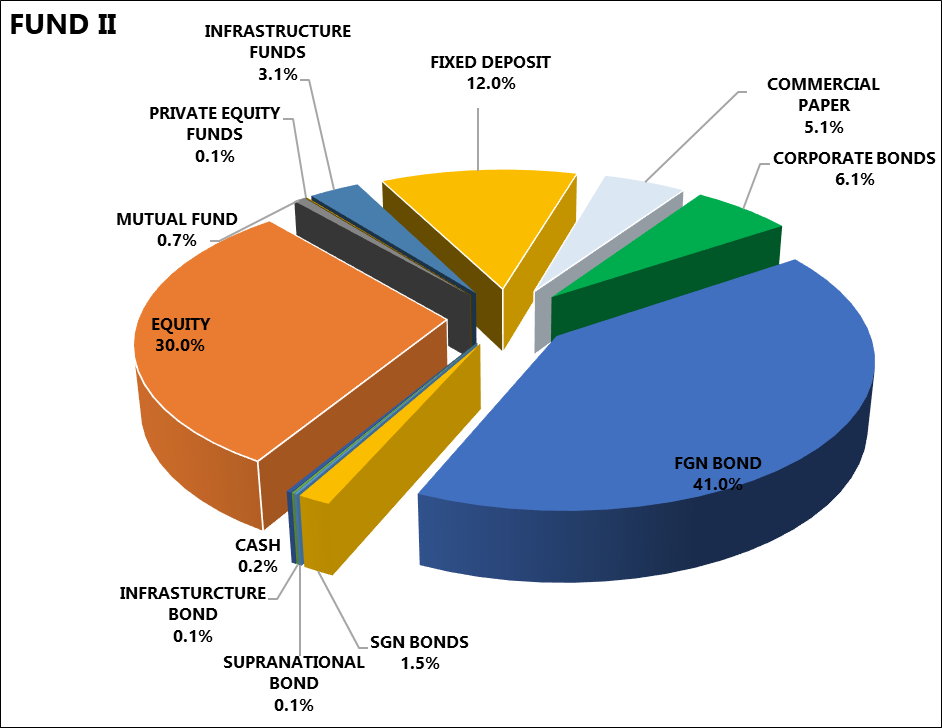 FUND II
INFRASTRUCTURE
FUNDS
3.1%
FIXED DEPOSIT
12.0%
COMMERCIAL
PAPER
5.1%
PRIVATE EQUITY
FUNDS
0.1%
CORPORATE BONDS
6.1%
MUTUAL FUND
0.7%
EQUITY
30.0%
FGN BOND
41.0%
CASH
0.2%
INFRASTURCTURE
BOND
0.1%
SGN BONDS
1.5%
SUPRANATIONAL
BOND
0.1%